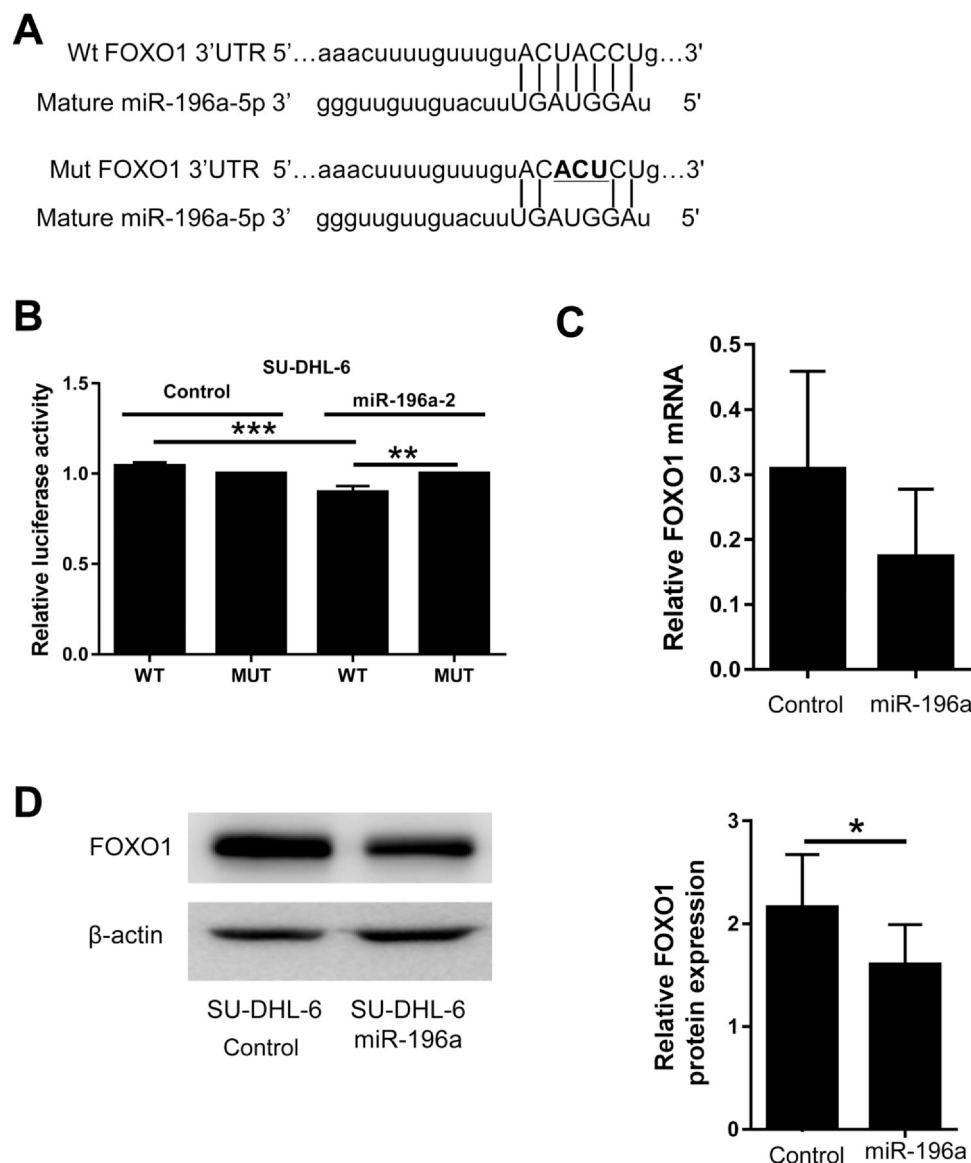 A
Wt FOXO1 3’UTR 5’…aaacuuuuguuuguACUACCUg…3'
Mature miR-196a-5p 3’ ggguuguuguacuuUGAUGGAu 5'
Mut FOXO1 3’UTR 5’…aaacuuuuguuuguACACUCUg…3'
Mature miR-196a-5p 3’ ggguuguuguacuuUGAUGGAu 5'
B
SU-DHL-6
Control miR-196a-2
***
**
Relative luciferase activity
1.5
1.0
0.5
0.0
WT MUT WT MUT
C
Relative FOXO1 mRNA
0.5
0.4
0.3
0.2
0.1
0.0
Control miR-196a
D
FOXO1
β-actin
SU-DHL-6 SU-DHL-6
Control miR-196a
Relative FOXO1
protein expression
3
2
1
0
*
Control miR-196a